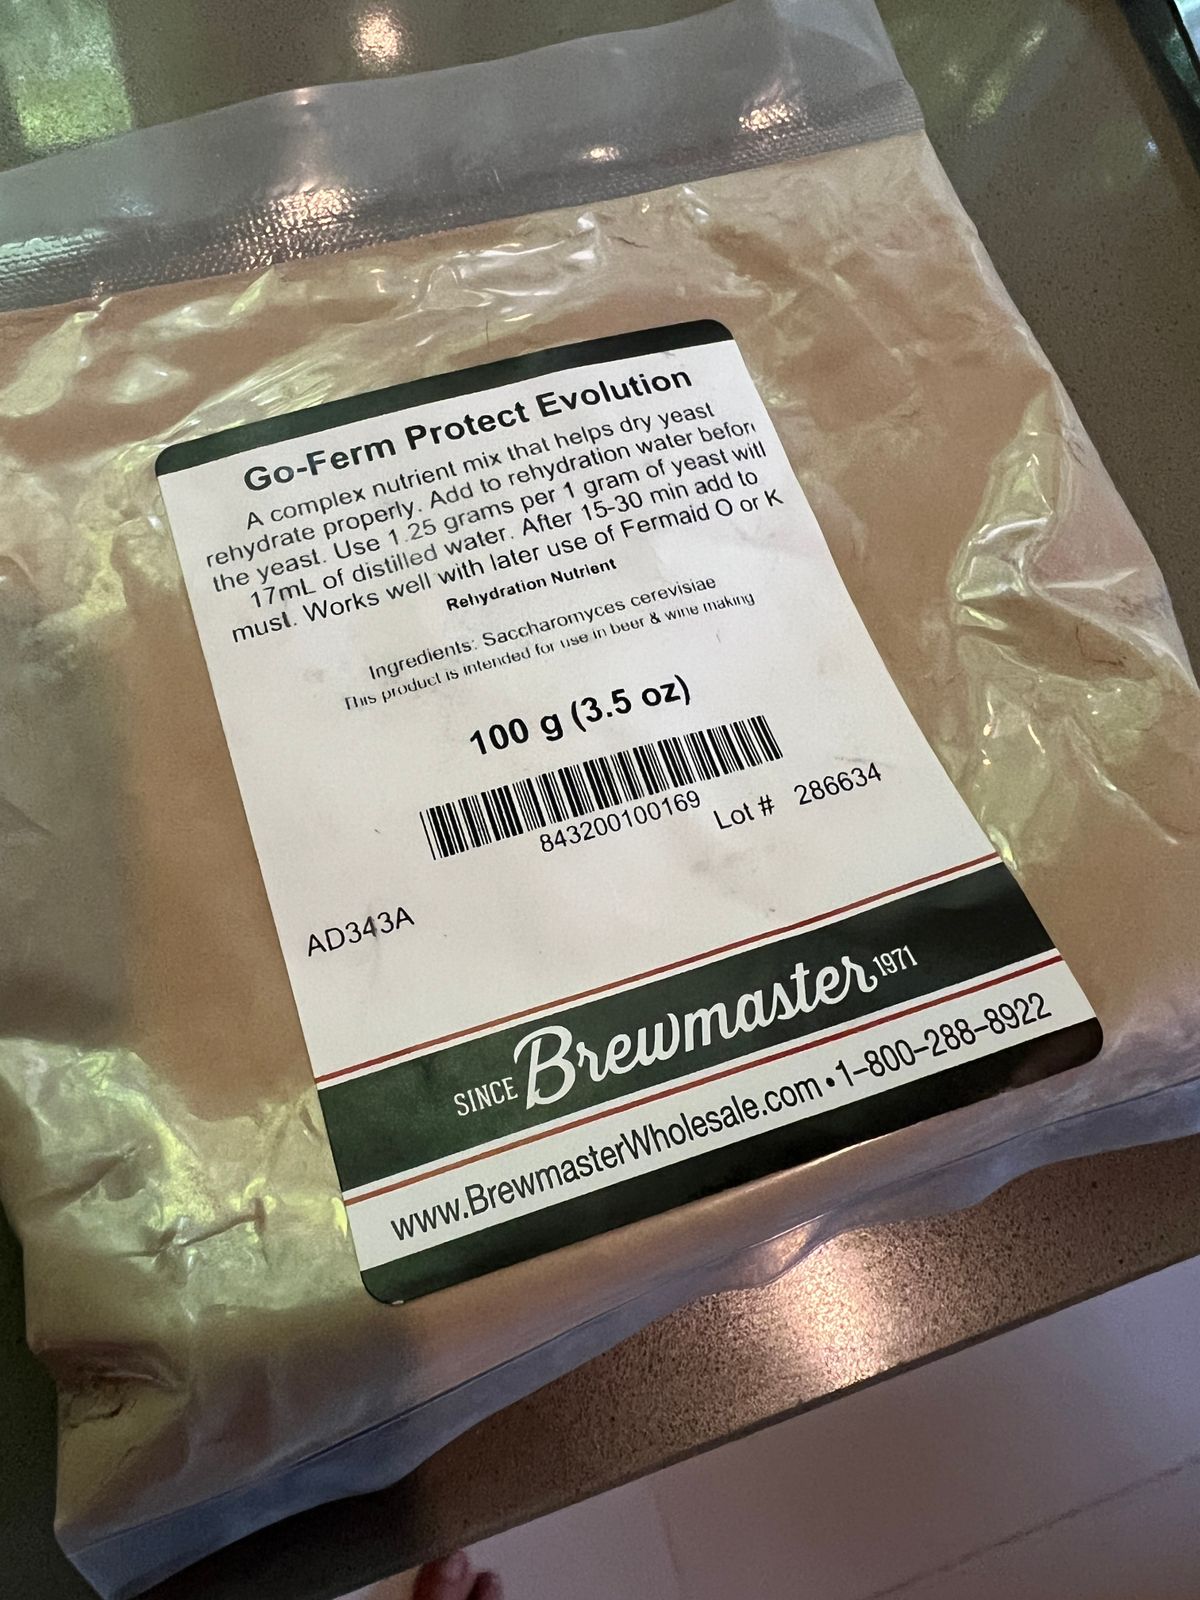 Go-Ferm Protect Evolution
A complex nutrient mix that helps dry yeast
rehydrate properly. Add to rehydration water befor
the yeast. Use 1.25 grams per 1 gram of yeast wit
17mL of distilled water. After 15-30 min add to
must. Works well with later use of Fermaid O or K
Rehydration Nutrient
Ingredients: Saccharomyces cerevisiae
This product is intended for use in beer & wine making
100 g (3.5 oz)
843200100169
Lot # 286634
AD343A
SINCE Brewmaster 1971
www.BrewmasterWholesale.com • 1-800-288-8922